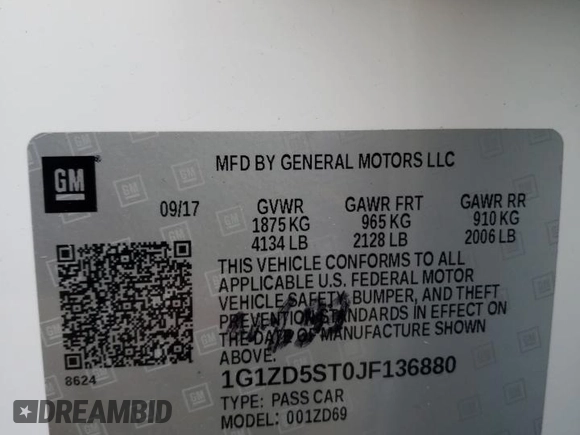 GM
MFD BY GENERAL MOTORS LLC
09/17 GVWR GAWR FRT GAWR RR
1875 KG 965 KG 910 KG
4134 LB 2128 LB 2006 LB
THIS VEHICLE CONFORMS TO ALL
APPLICABLE U.S. FEDERAL MOTOR
VEHICLE SAFETY, BUMPER, AND THEFT
PREVENTION STANDARDS IN EFFECT ON
THE DATE OF MANUFACTURE SHOWN
ABOVE.
8624
1G1ZD5ST0JF136880
TYPE: PASS CAR
MODEL: 001ZD69
DREAMBID